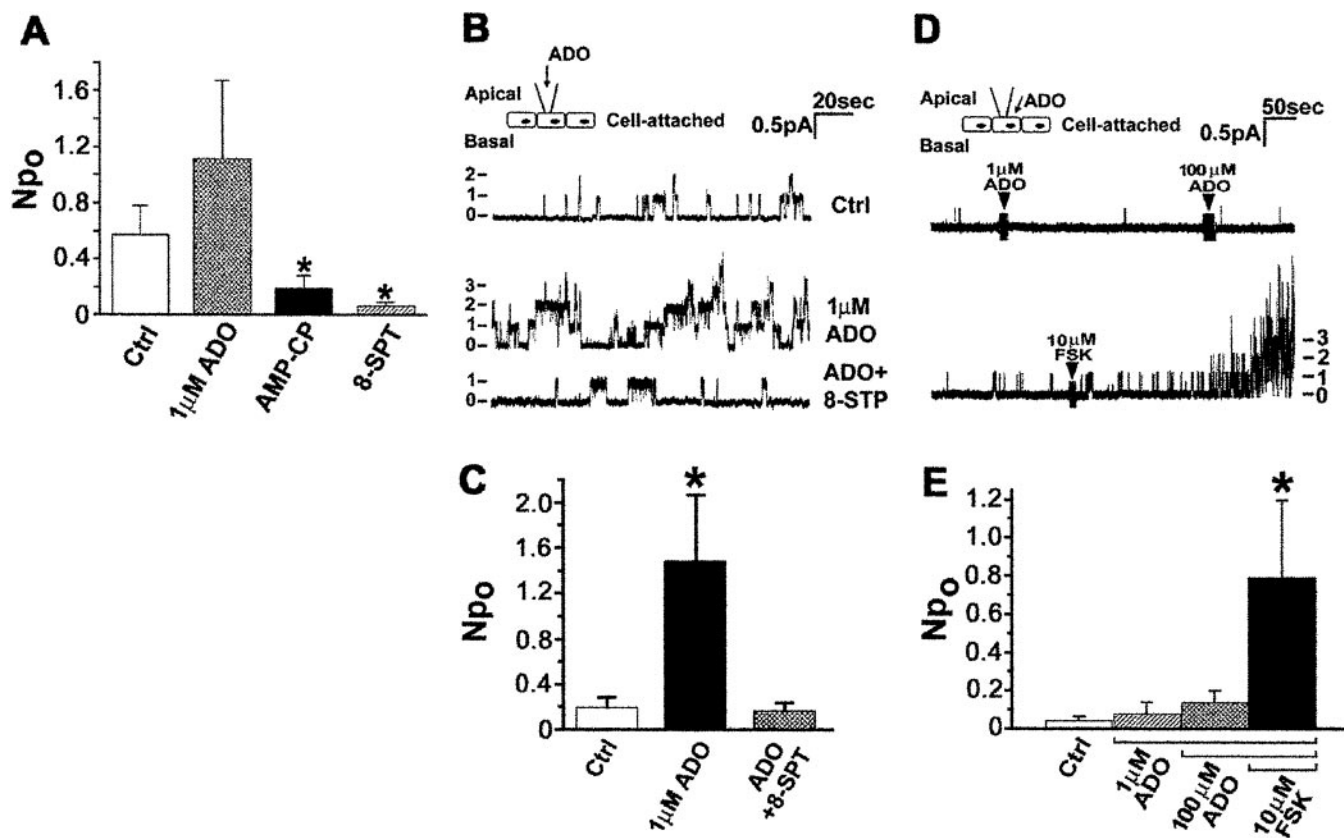 A
Npo
1.6
1.2
0.8
0.4
0
Ctrl
1µM ADO
AMP-CP
8-SPT
*
*
B
ADO
Apical
Cell-attached
Basal
20sec
0.5pA
2
1
0
Ctrl
3
2
1
0
1µM
ADO
1
0
ADO+
8-STP
C
Npo
2.0
1.6
1.2
0.8
0.4
0
*
Ctrl
1µM ADO
ADO
+8-SPT
D
Apical
ADO
Cell-attached
Basal
50sec
0.5pA
1µM
ADO
100 µM
ADO
10µM
FSK
3
2
1
0
E
Npo
1.2
1.0
0.8
0.6
0.4
0.2
0
*
Ctrl
1µM
ADO
100µM
ADO
10µM
FSK